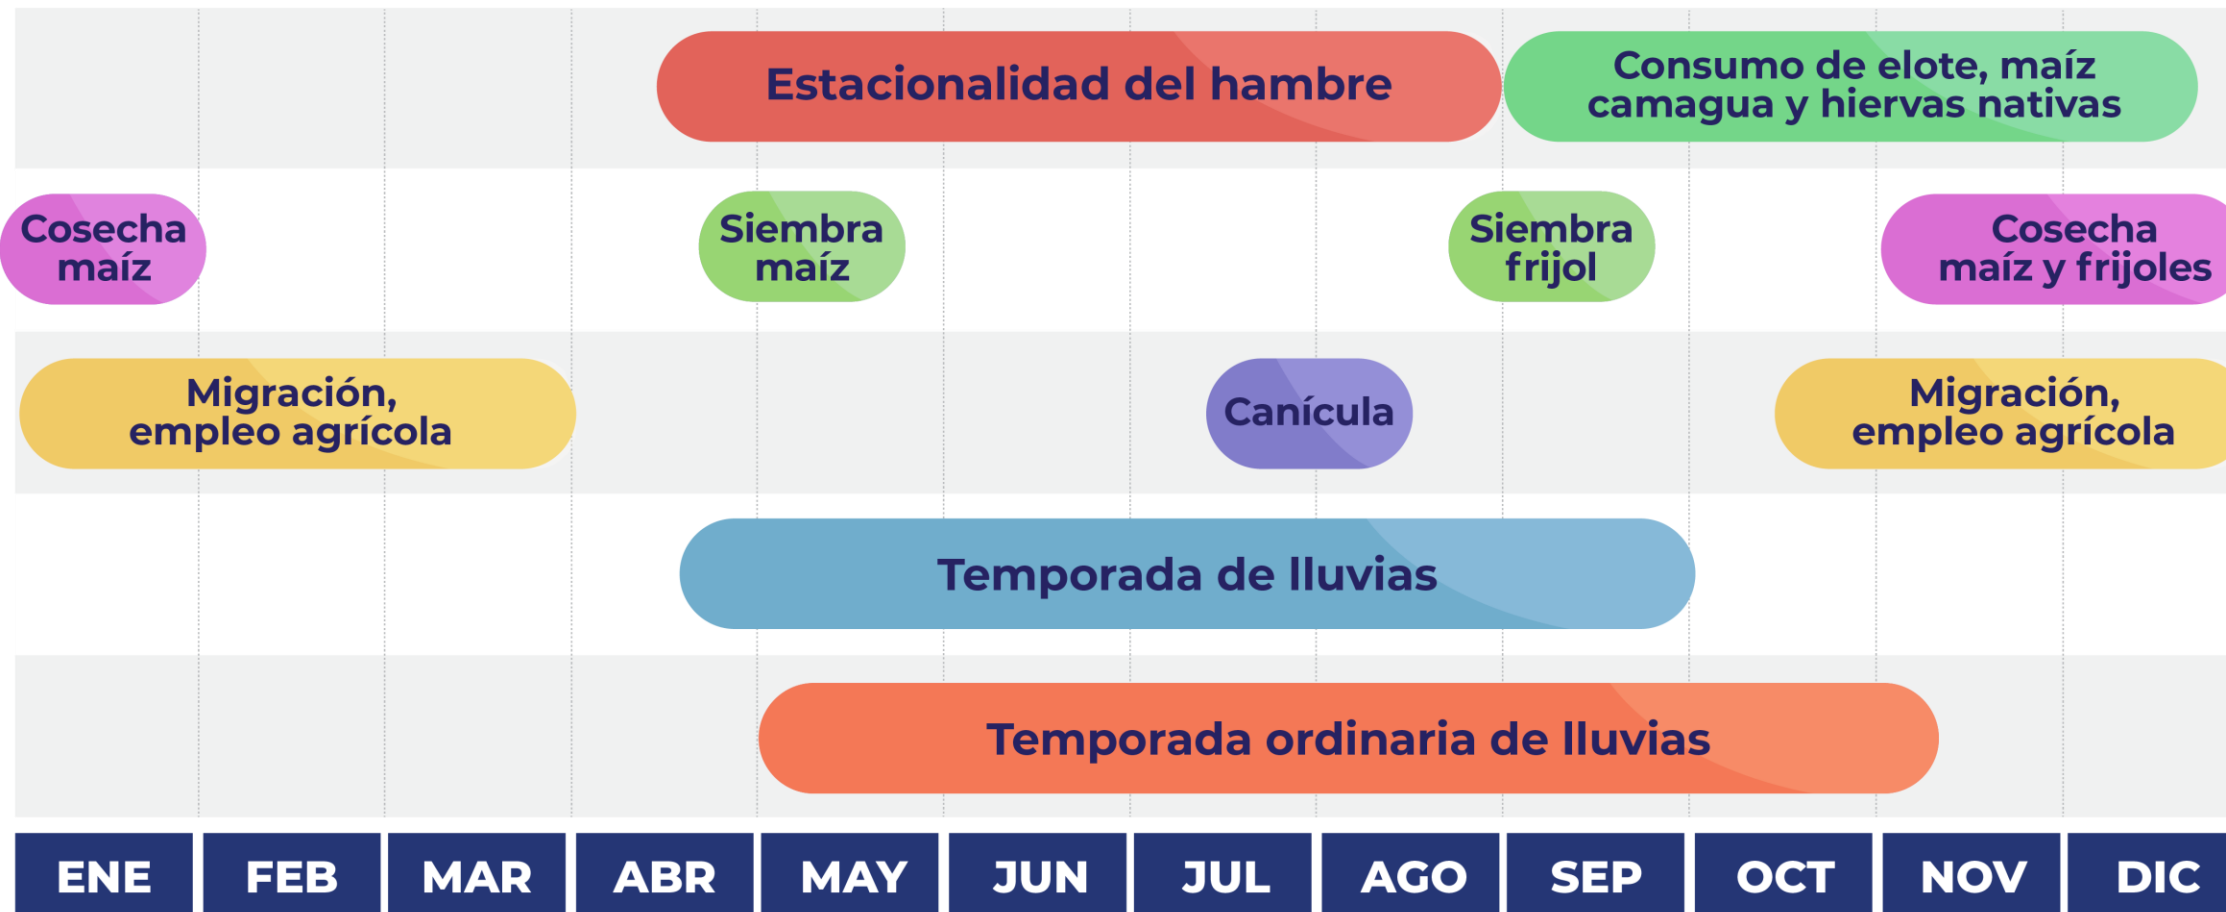 Estacionalidad del hambre
Consumo de elote, maíz
camagua y hiervas nativas
Cosecha
maíz
Siembra
maíz
Siembra
frijol
Cosecha
maíz y frijoles
Migración,
empleo agrícola
Canícula
Migración,
empleo agrícola
Temporada de lluvias
Temporada ordinaria de lluvias
ENE FEB MAR ABR MAY JUN JUL AGO SEP OCT NOV DIC